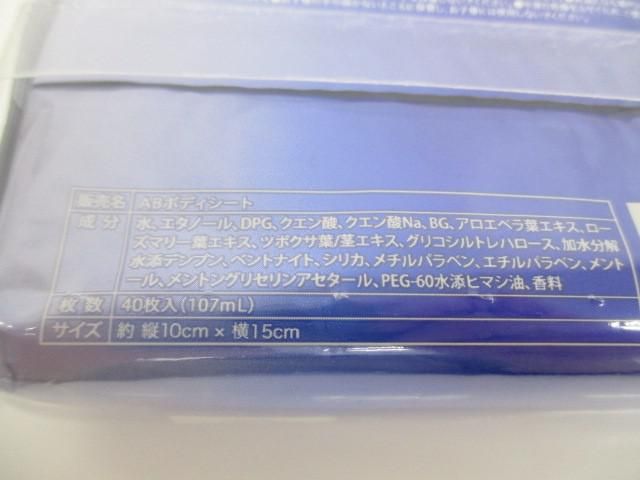 販売名 ABボディシート
成分 水、エタノール、DPG、クエン酸、クエン酸Na、BG、アロエベラ葉エキス、ロー
ズマリー葉エキス、ツボクサ葉/茎エキス、グリコシルトレハロース、加水分解
水添デンプン、ベントナイト、シリカ、メチルパラベン、エチルパラベン、メント
ール、メントングリセリンアセタール、PEG-60水添ヒマシ油、香料
枚数 40枚入(107mL)
サイズ 約 縦10cm×横15cm